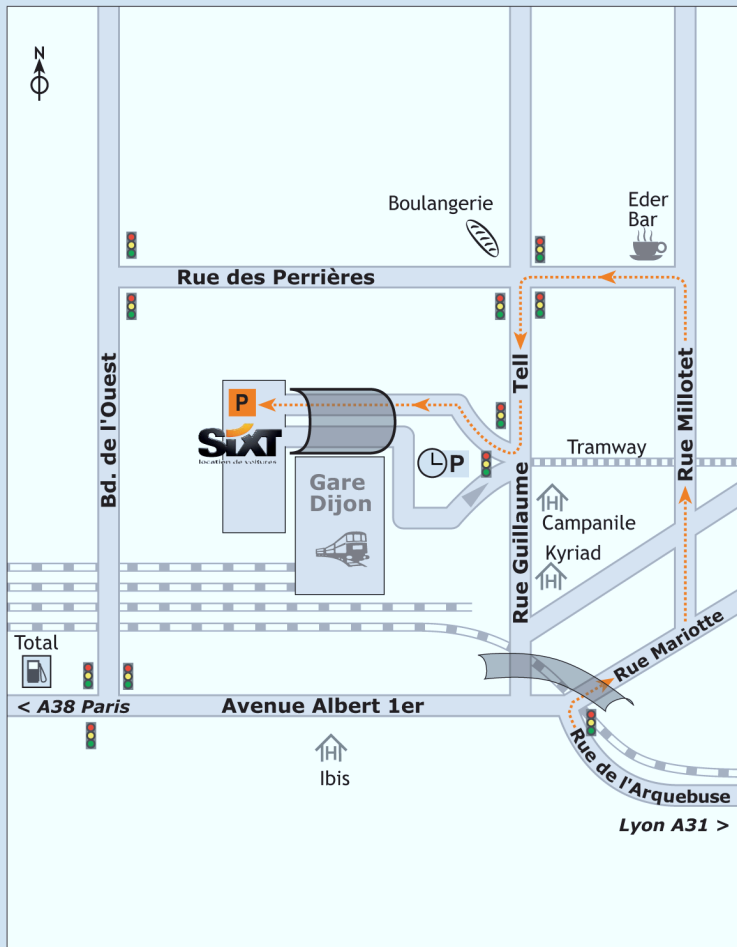 N
Boulangerie
Eder
Bar
Rue des Perrières
Bd. de l'Ouest
Tell
Rue Millotet
P
SIXT
location de voitures
P
Tramway
Gare
Dijon
Rue Guillaume
H
Campanile
Kyriad
H
Total
Rue Mariotte
< A38 Paris
Avenue Albert 1er
H
Ibis
Rue de l'Arquebuse
Lyon A31 >